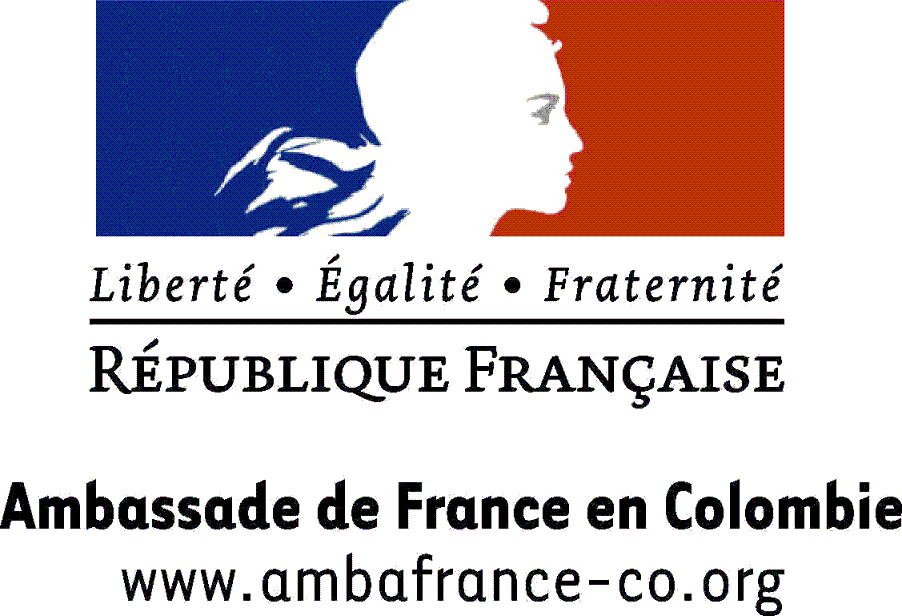 Liberté • Égalité • Fraternité
RÉPUBLIQUE FRANÇAISE
Ambassade de France en Colombie
www.ambafrance-co.org